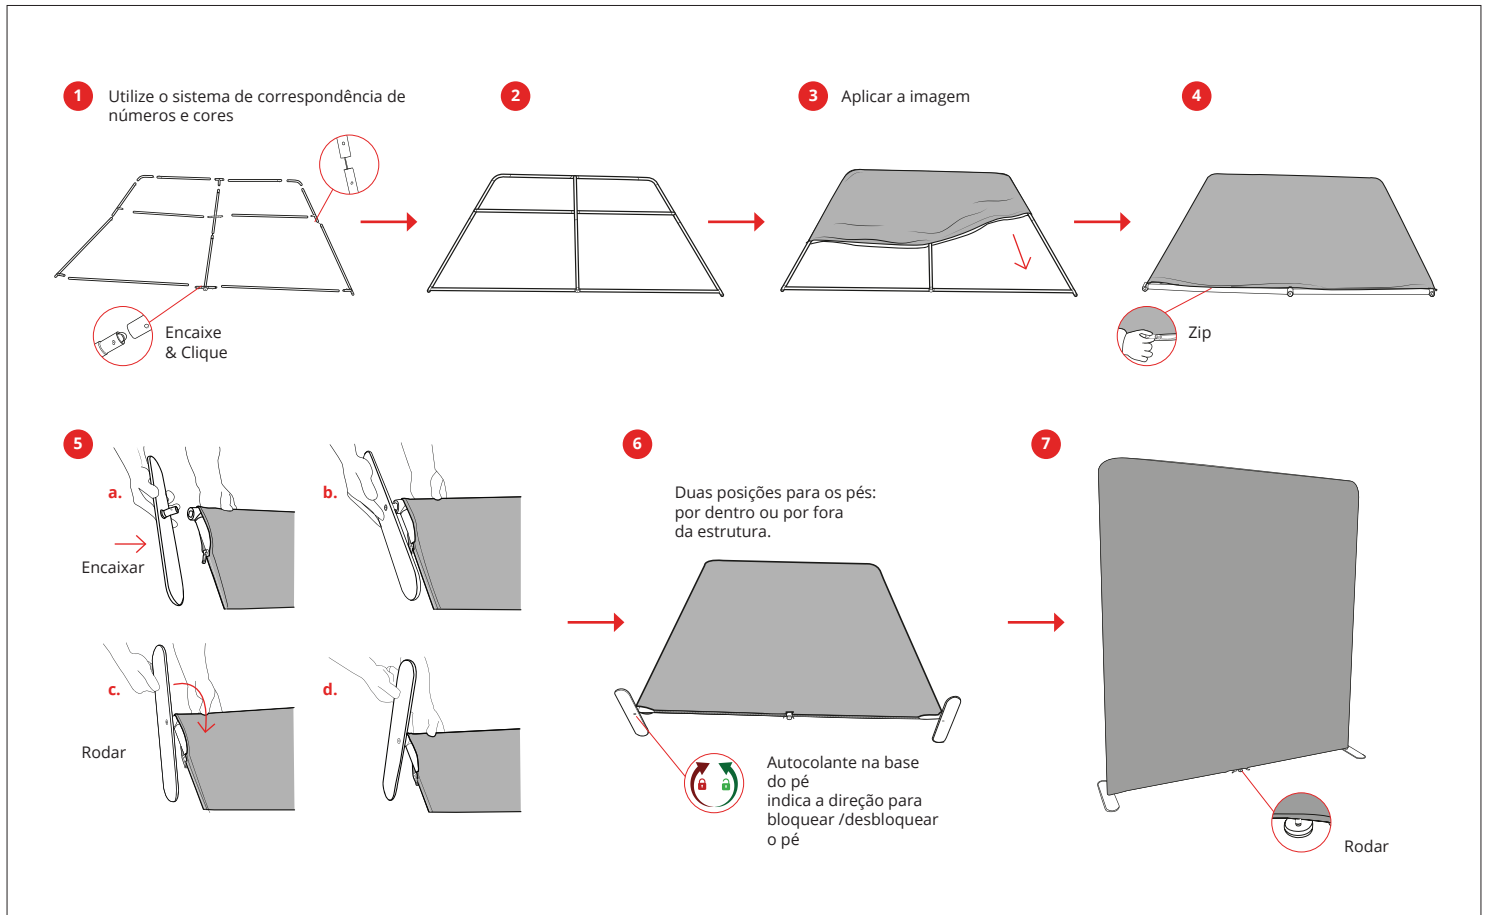 1
Utilize o sistema de correspondência de
números e cores
Encaixe
& Clique
2
3
Aplicar a imagem
4
Zip
5
a.
Encaixar
b.
c.
Rodar
d.
6
Duas posições para os pés:
por dentro ou por fora
da estrutura.
Autocolante na base
do pé
indica a direção para
bloquear /desbloquear
o pé
7
Rodar